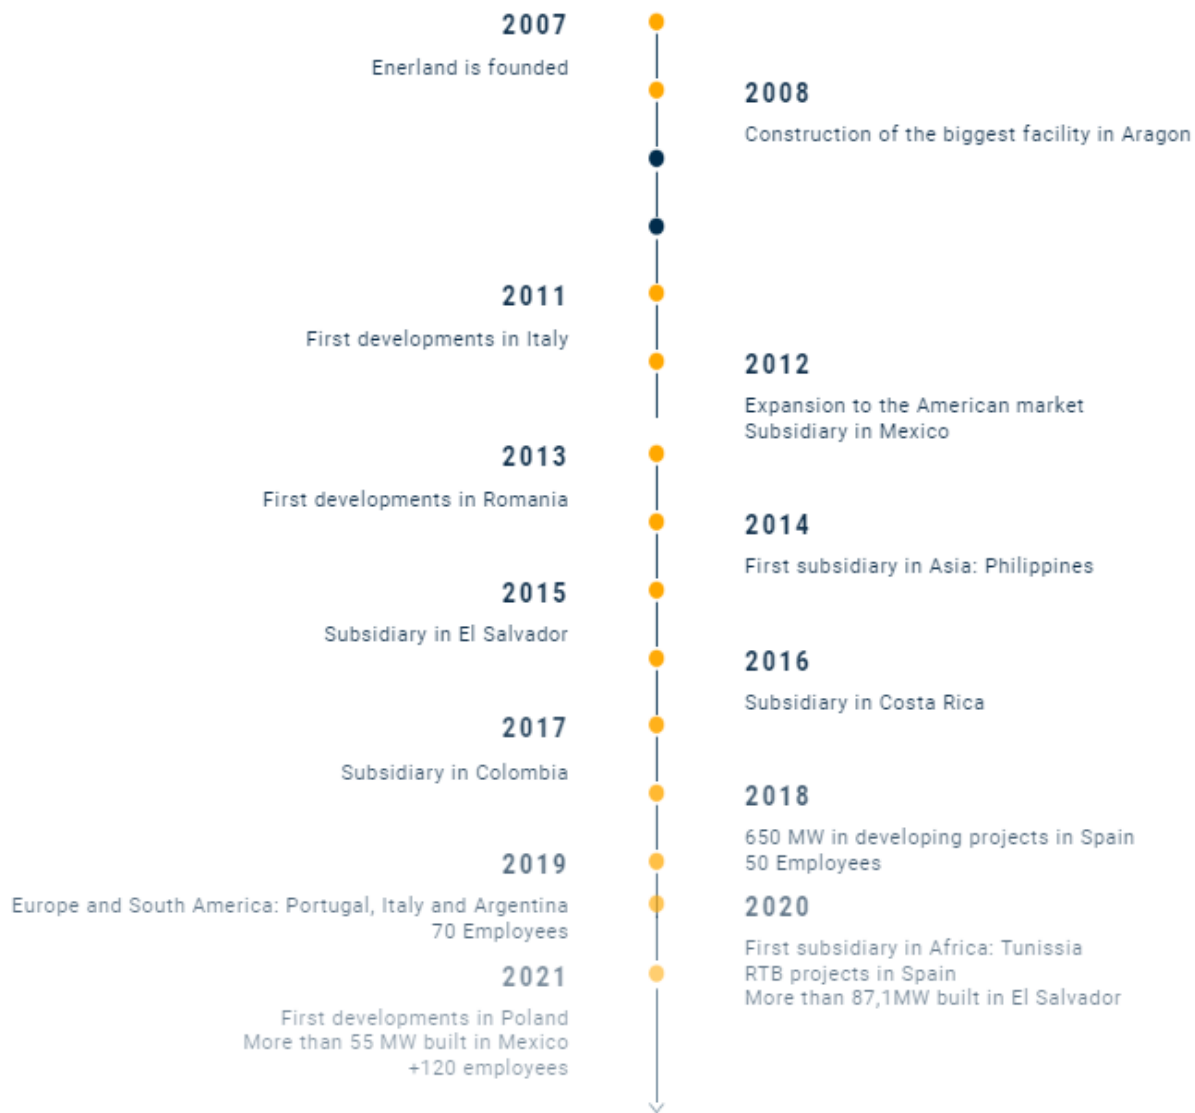 2007
Enerland is founded
2008
Construction of the biggest facility in Aragon
2011
First developments in Italy
2012
Expansion to the American market
Subsidiary in Mexico
2013
First developments in Romania
2014
First subsidiary in Asia: Philippines
2015
Subsidiary in El Salvador
2016
Subsidiary in Costa Rica
2017
Subsidiary in Colombia
2018
650 MW in developing projects in Spain
50 Employees
2019
Europe and South America: Portugal, Italy and Argentina
70 Employees
2020
First subsidiary in Africa: Tunissia
RTB projects in Spain
More than 87,1MW built in El Salvador
2021
First developments in Poland
More than 55 MW built in Mexico
+120 employees